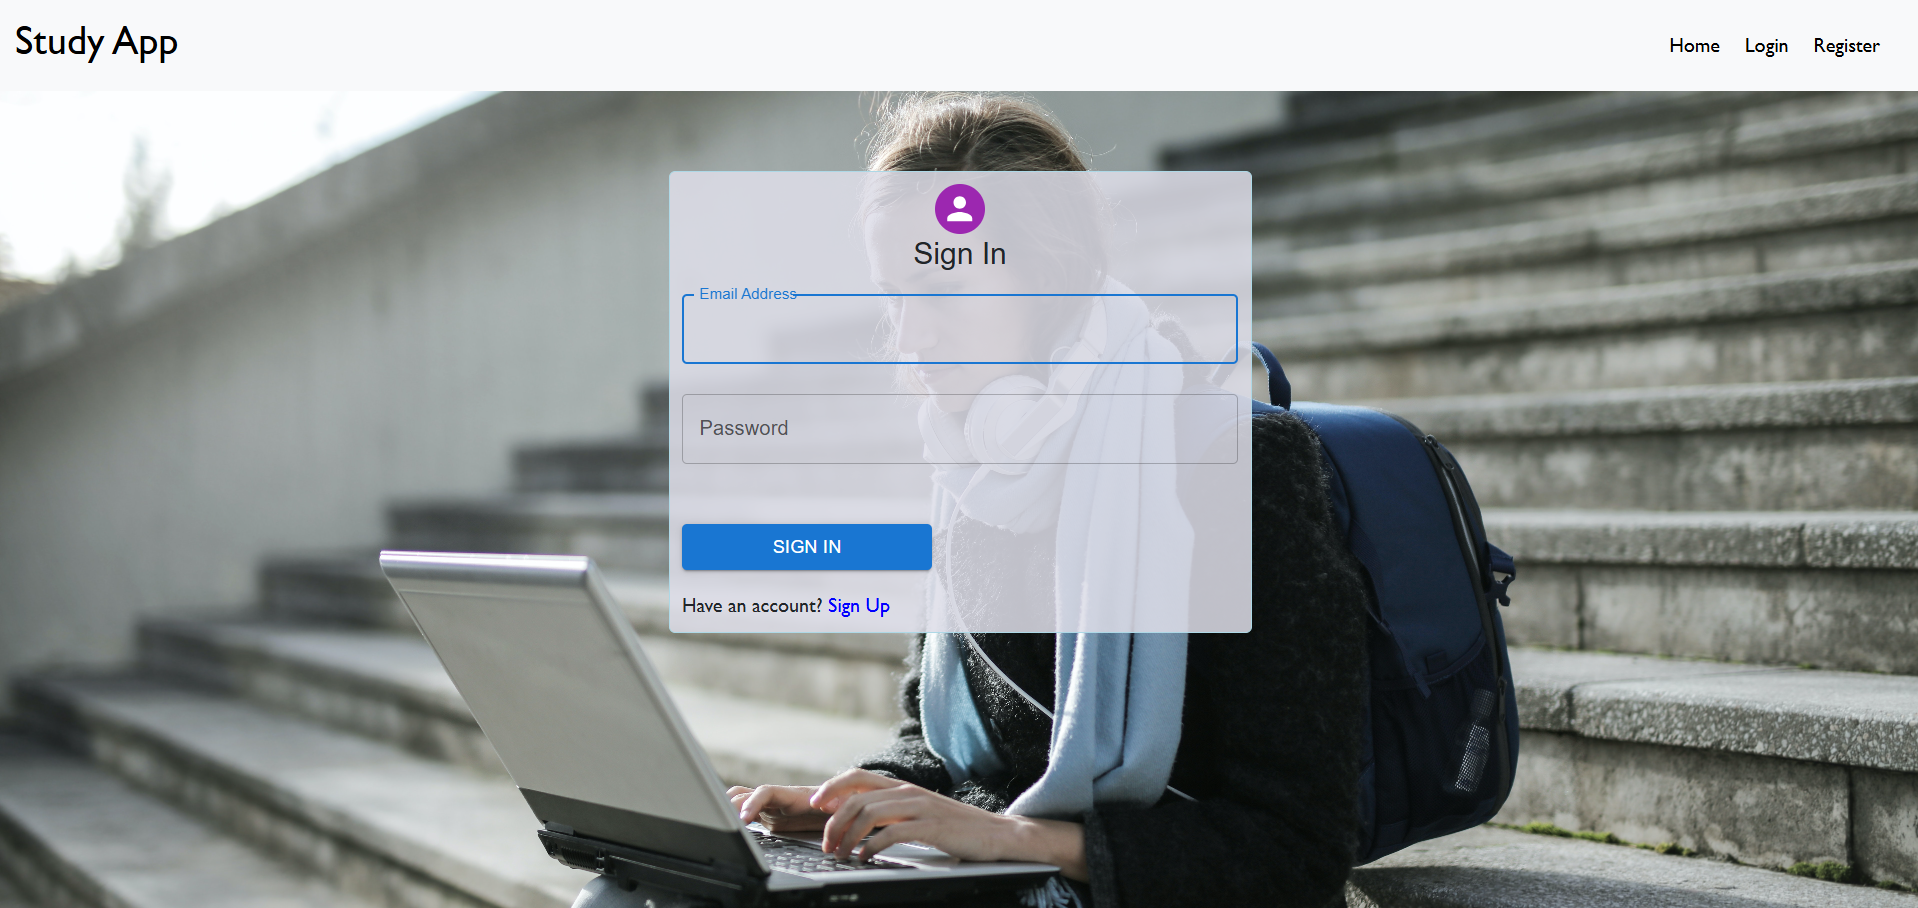 Study App
Home Login Register
Sign In
Email Address
Password
SIGN IN
Have an account? Sign Up